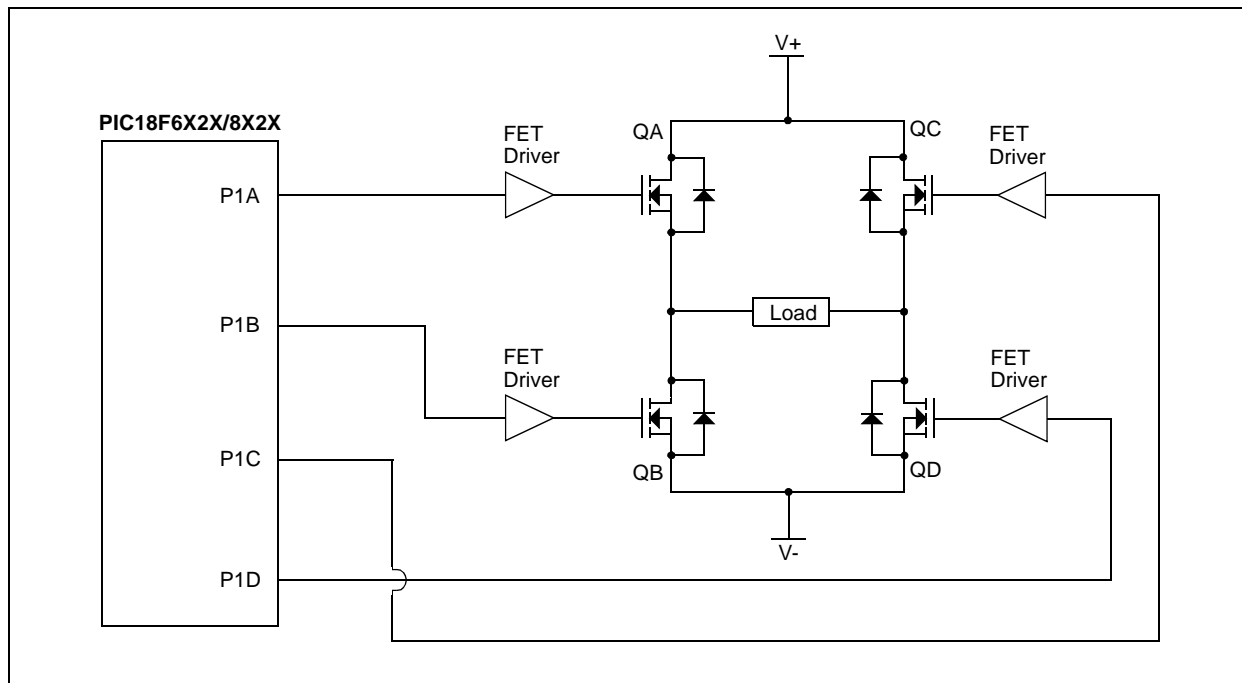 V+
PIC18F6X2X/8X2X
FET
Driver
QA
QC
FET
Driver
P1A
Load
P1B
FET
Driver
FET
Driver
P1C
QB
QD
V-
P1D